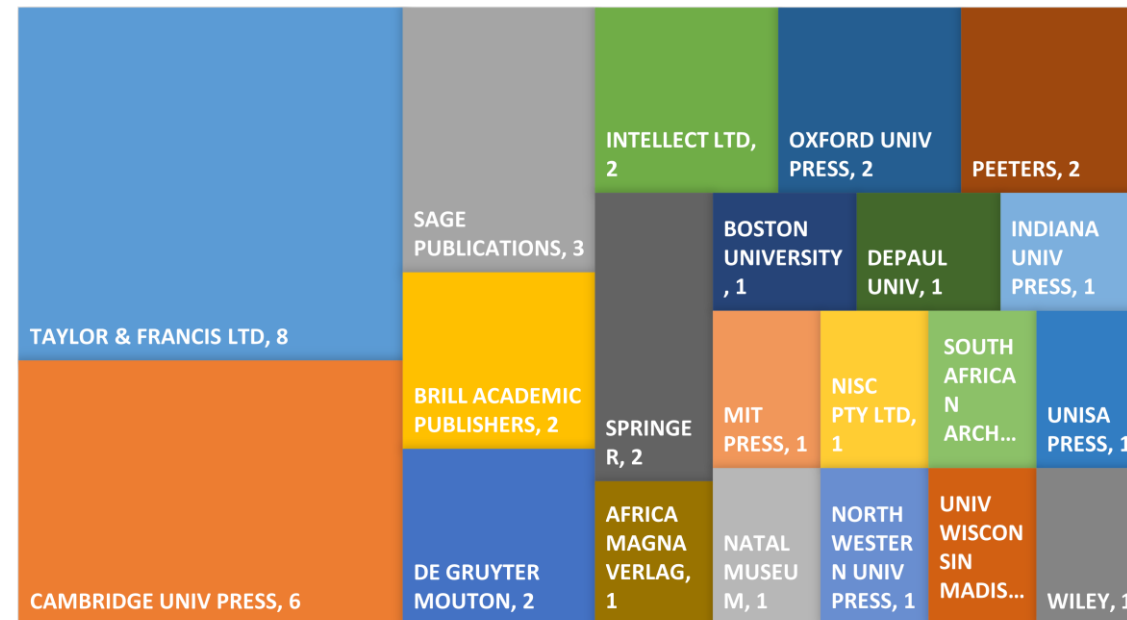 TAYLOR & FRANCIS LTD, 8
CAMBRIDGE UNIV PRESS, 6
SAGE
PUBLICATIONS, 3
BRILL ACADEMIC
PUBLISHERS, 2
DE GRUYTER
MOUTON, 2
INTELLECT LTD,
2
OXFORD UNIV
PRESS, 2
PEETERS, 2
SPRINGE
R, 2
AFRICA
MAGNA
VERLAG,
1
BOSTON
UNIVERSITY
, 1
DEPAUL
UNIV, 1
INDIANA
UNIV
PRESS, 1
MIT
PRESS, 1
NISC
PTY LTD,
1
SOUTH
AFRICA
N
ARCH...
UNISA
PRESS, 1
NATAL
MUSEU
M, 1
NORTH
WESTER
N UNIV
PRESS, 1
UNIV
WISCON
SIN
MADIS...
WILEY, 1